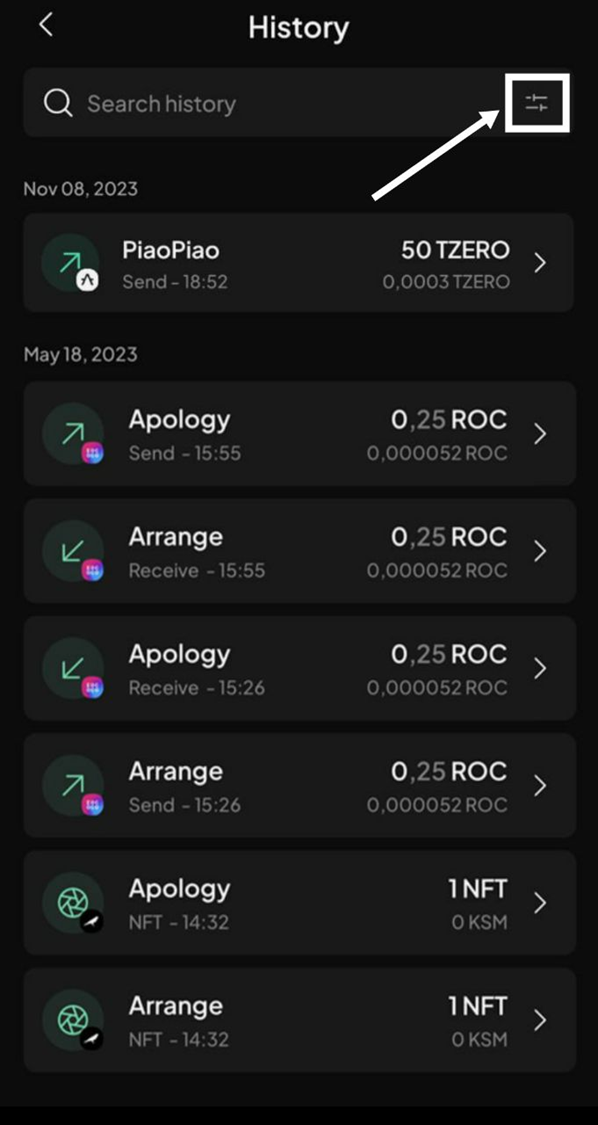 History
Search history
Nov 08, 2023
PiaoPiao 50 TZERO
Send - 18:52 0,0003 TZERO
May 18, 2023
Apology 0,25 ROC
Send - 15:55 0,000052 ROC
Arrange 0,25 ROC
Receive - 15:55 0,000052 ROC
Apology 0,25 ROC
Receive - 15:26 0,000052 ROC
Arrange 0,25 ROC
Send - 15:26 0,000052 ROC
Apology 1 NFT
NFT - 14:32 0 KSM
Arrange 1 NFT
NFT - 14:32 0 KSM